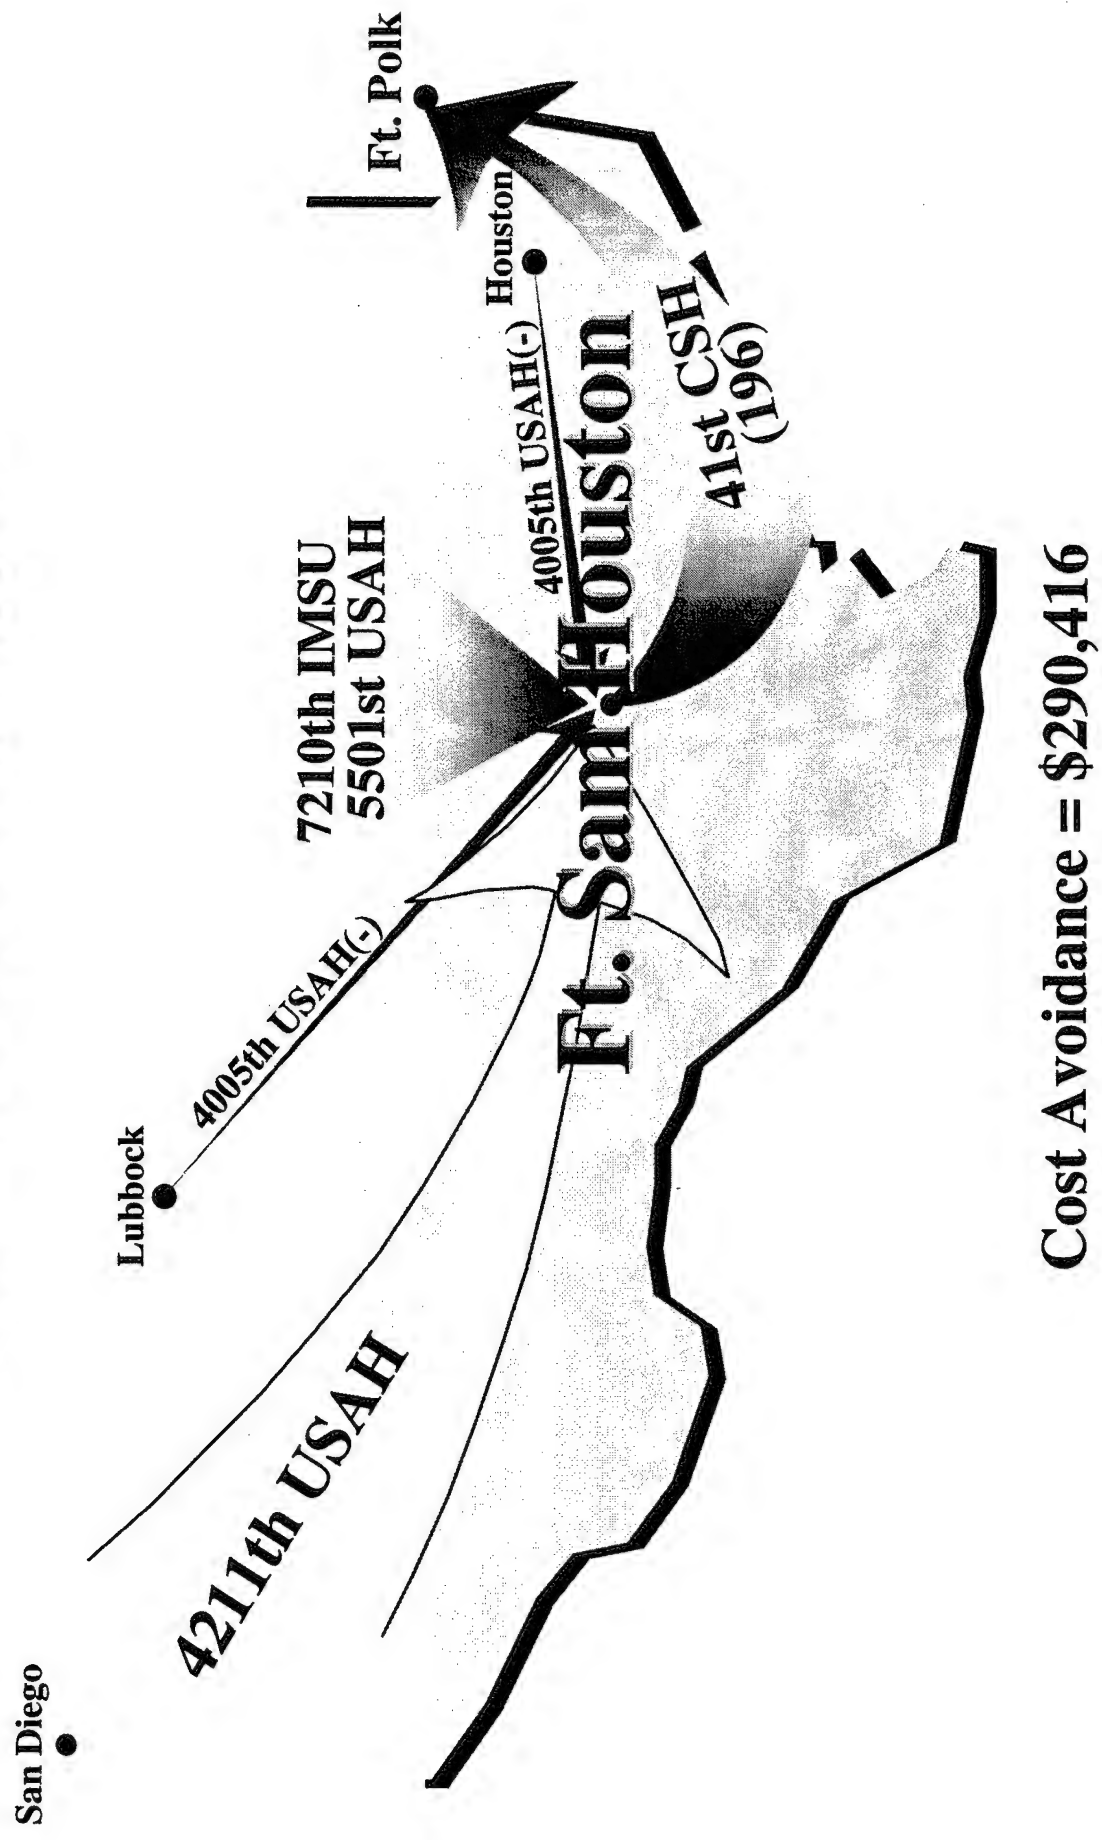 San Diego
Lubbock
4211th USAH
4005th USAH(-)
7210th IMSU
5501st USAH
Ft. Polk
Houston
4005th USAH(-)
Ft. Sam Houston
41st CSH
(196)
Cost Avoidance = $290,416